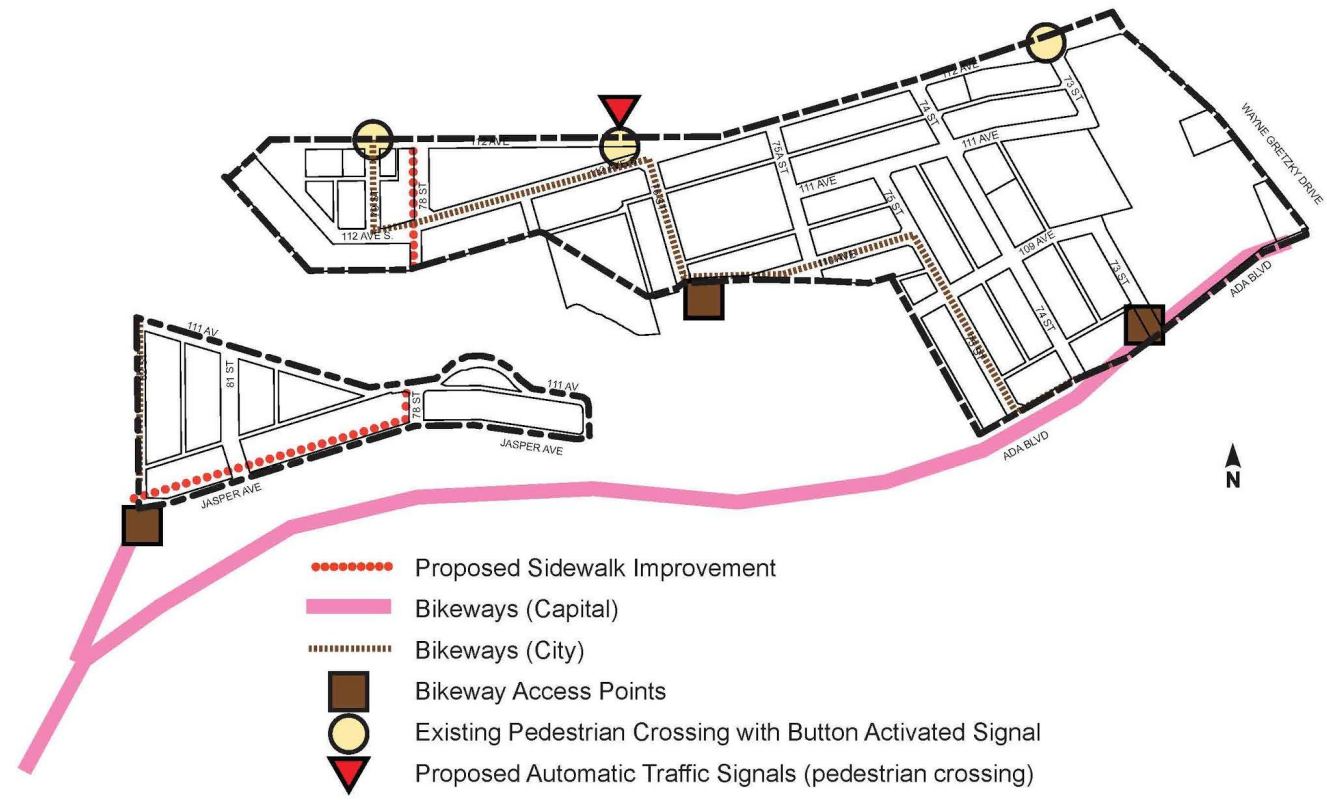 112 AVE
73 ST
74 ST
WAYNE GRETZKY DRIVE
112 AVE
75A ST
111 AVE
111 AVE
78 ST
75 ST
112 AVE S.
109 AVE
73 ST
ADA BLVD
74 ST
111 AV
81 ST
111 AV
78 ST
JASPER AVE
ADA BLVD
JASPER AVE
N
Proposed Sidewalk Improvement
Bikeways (Capital)
Bikeways (City)
Bikeway Access Points
Existing Pedestrian Crossing with Button Activated Signal
Proposed Automatic Traffic Signals (pedestrian crossing)